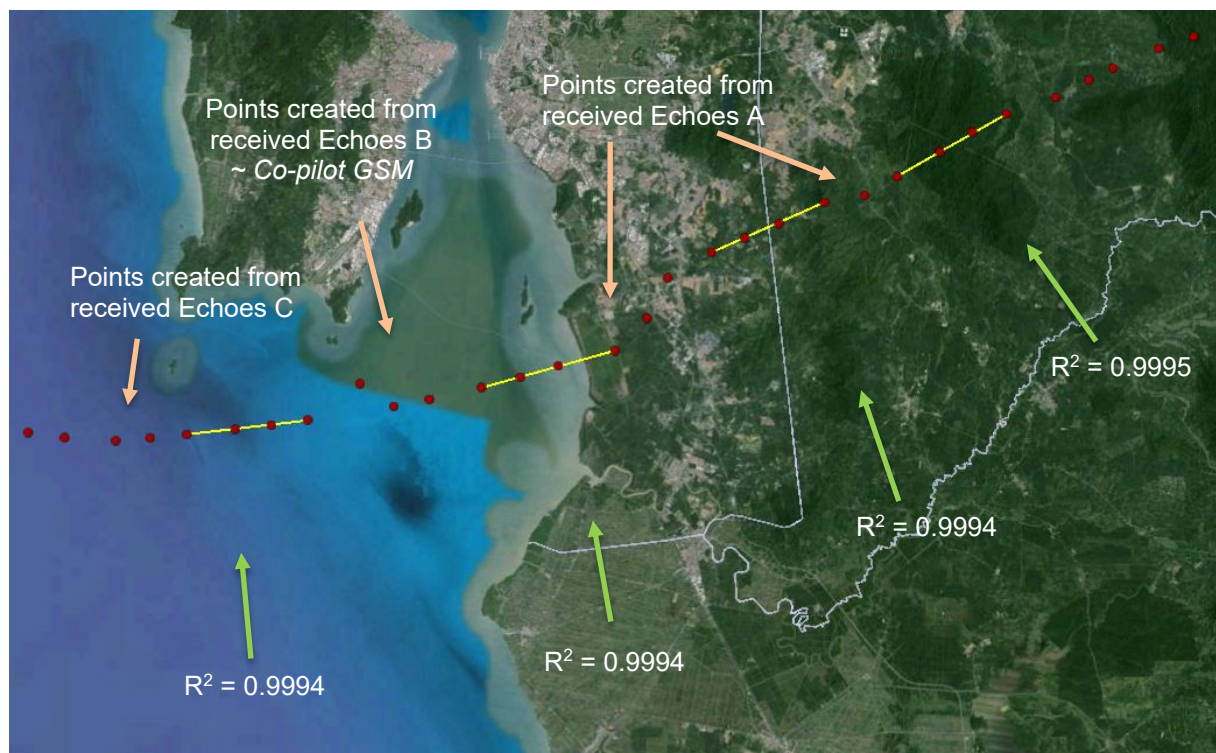 Points created from
received Echoes A
Points created from
received Echoes B
~ Co-pilot GSM
Points created from
received Echoes C
R² = 0.9995
R² = 0.9994
R² = 0.9994
R² = 0.9994